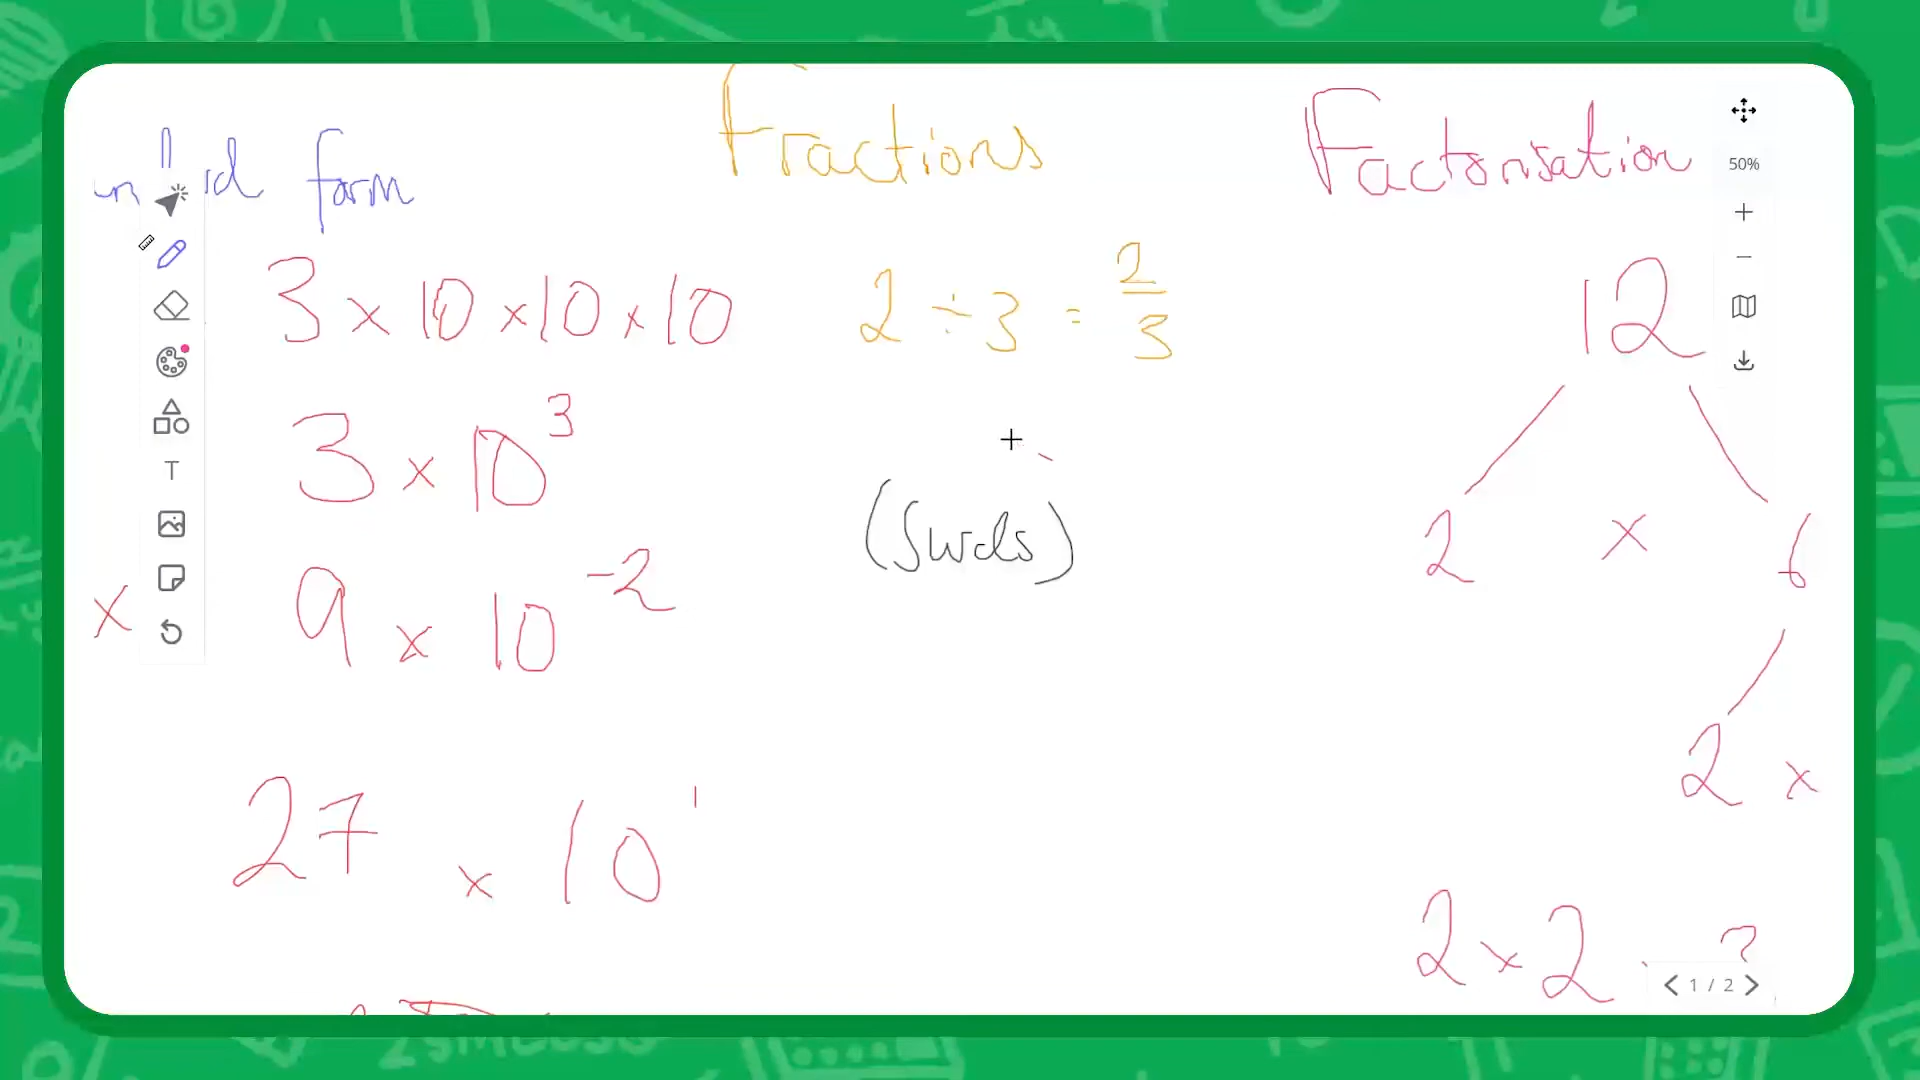 Fractions
Factorisation
form
50%
3 × 10 × 10 × 10
2 ÷ 3 = 2/3
12
3 × 10³
(Surds)
2 × 6
× 9 × 10⁻²
T
2 ×
27 × 10¹
2 × 2
1 / 2